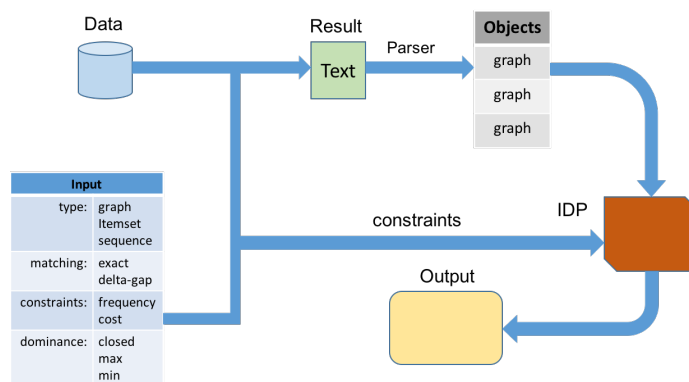 Data
Result
Text
Parser
Objects
graph
graph
graph
Input
type: graph
Itemset
sequence
matching: exact
delta-gap
constraints: frequency
cost
dominance: closed
max
min
constraints
IDP
Output